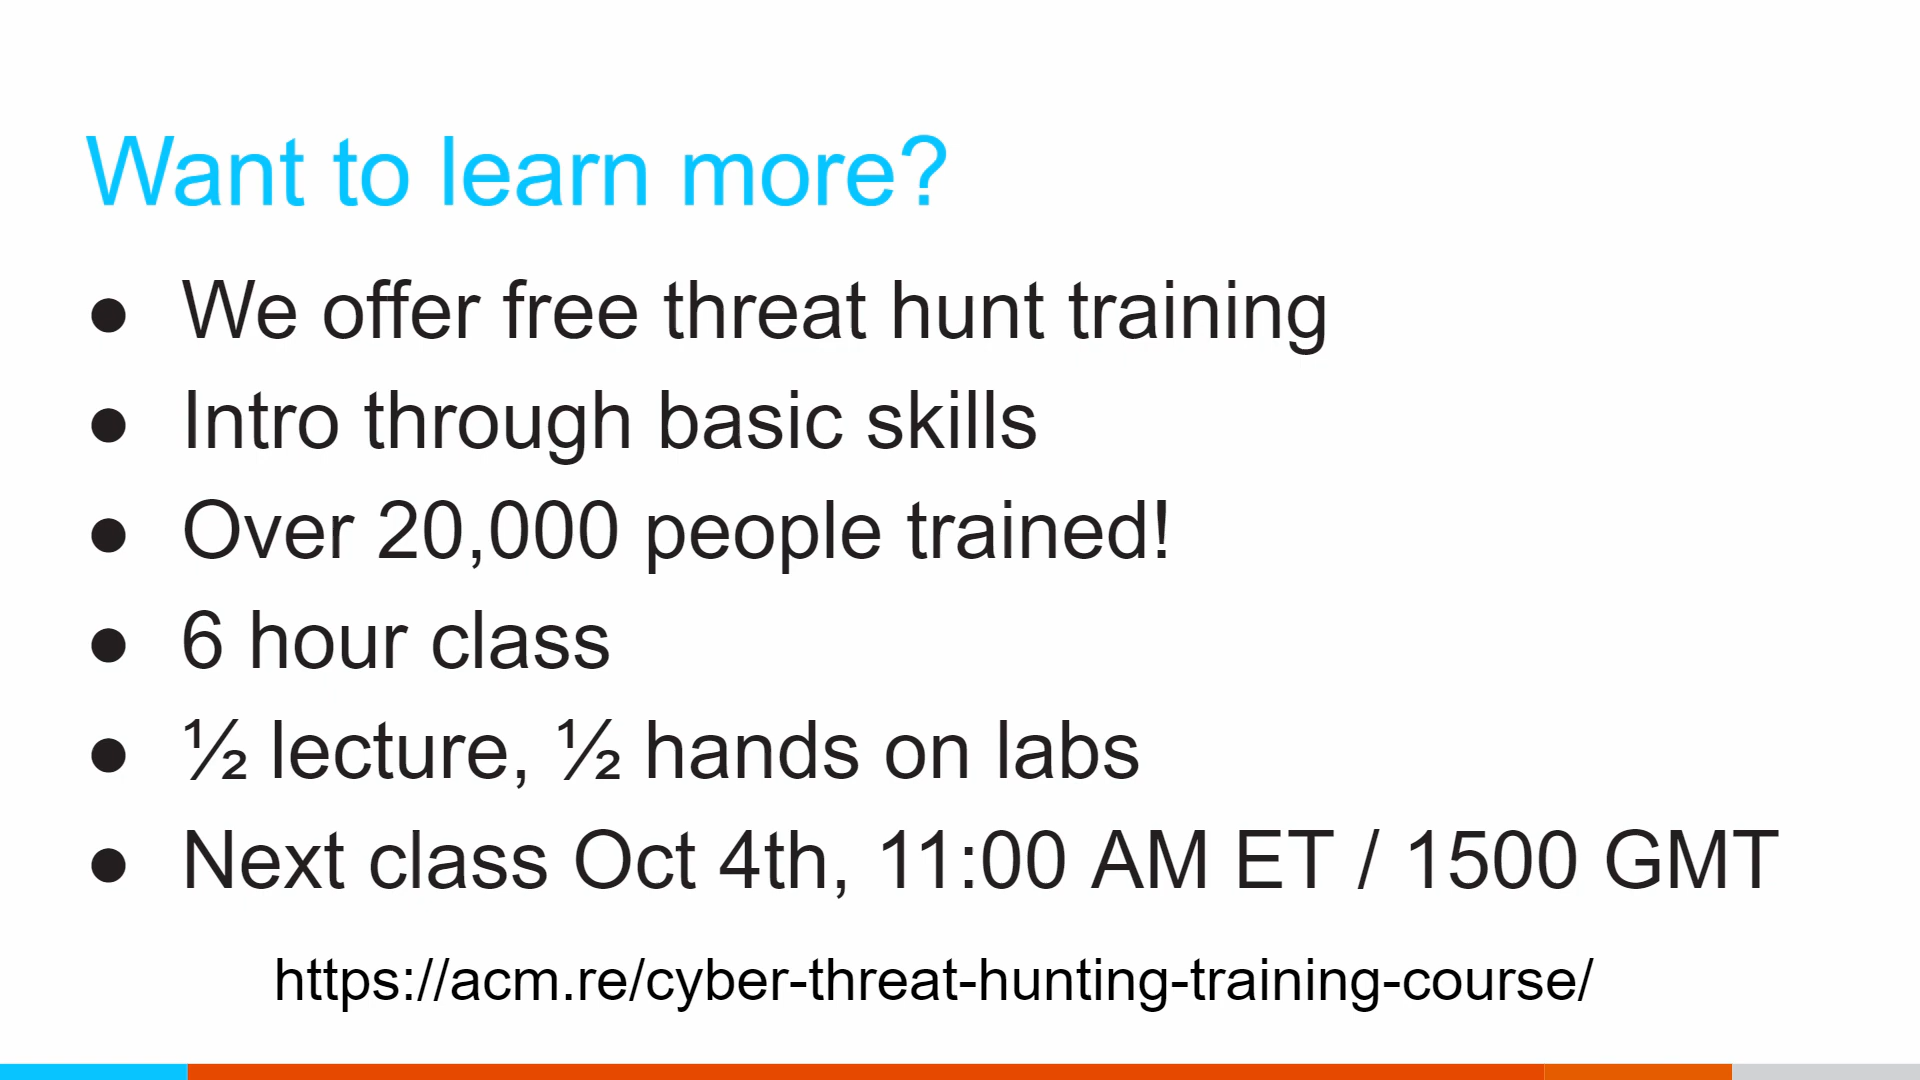 Want to learn more?
● We offer free threat hunt training
● Intro through basic skills
● Over 20,000 people trained!
● 6 hour class
● ½ lecture, ½ hands on labs
● Next class Oct 4th, 11:00 AM ET / 1500 GMT
https://acm.re/cyber-threat-hunting-training-course/